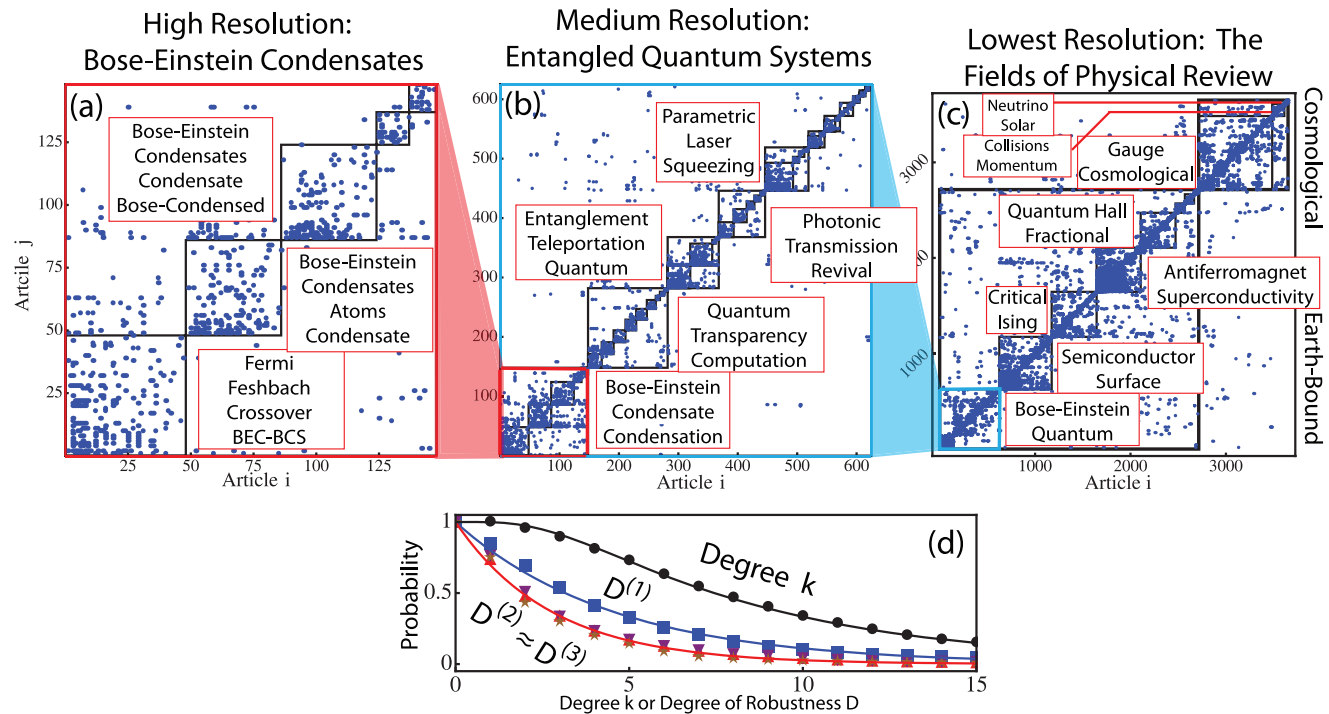 High Resolution:
Bose-Einstein Condensates
Medium Resolution:
Entangled Quantum Systems
Lowest Resolution: The
Fields of Physical Review
(a)
Bose-Einstein
Condensates
Condensate
Bose-Condensed
Bose-Einstein
Condensates
Atoms
Condensate
Fermi
Feshbach
Crossover
BEC-BCS
125
100
75
50
25
Artcile j
25
50
75
100
125
Article i
(b)
Parametric
Laser
Squeezing
Entanglement
Teleportation
Quantum
Photonic
Transmission
Revival
Quantum
Transparency
Computation
Bose-Einstein
Condensate
Condensation
600
500
400
300
200
100
100
200
300
400
500
600
Article i
(c)
Neutrino
Solar
Collisions
Momentum
Gauge
Cosmological
Quantum Hall
Fractional
Antiferromagnet
Superconductivity
Critical
Ising
Semiconductor
Surface
Bose-Einstein
Quantum
3000
1000
1000
2000
3000
Article i
Cosmological
Earth-Bound
(d)
Degree k
D(1)
D(2)
≈ D(3)
Probability
1
0.5
0
0
5
10
15
Degree k or Degree of Robustness D